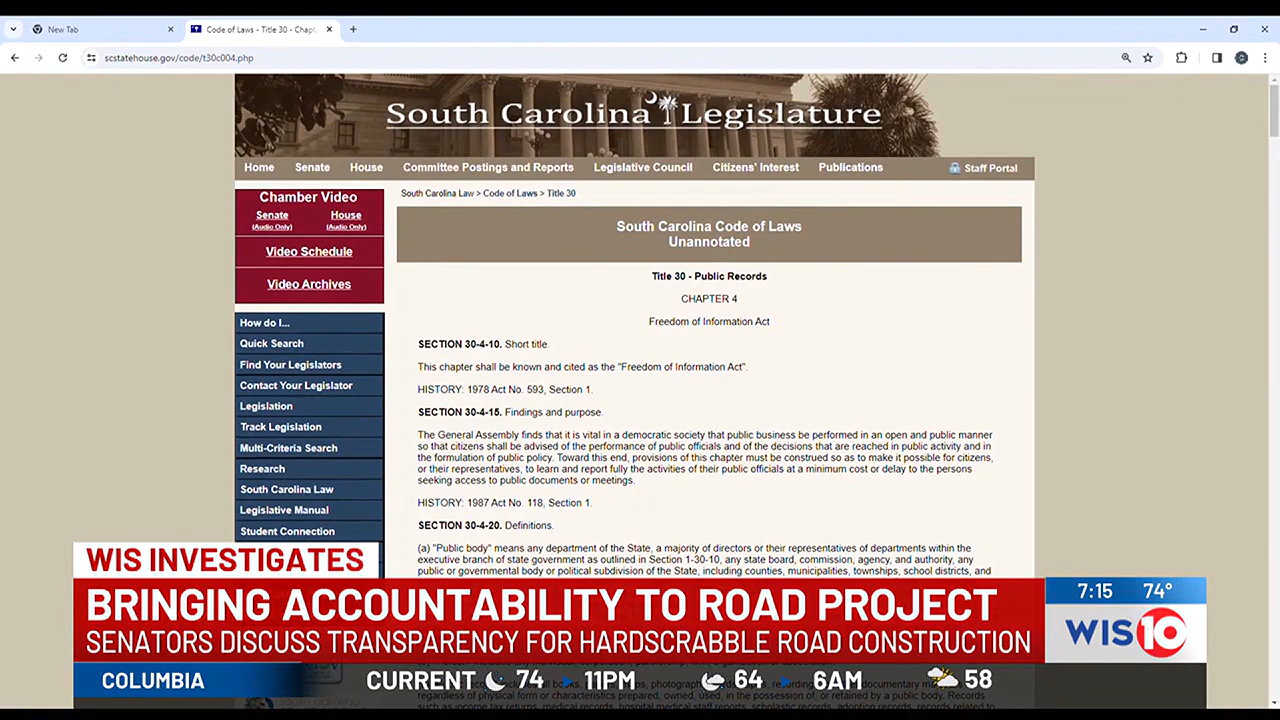 New Tab
Code of Laws - Title 30 - Chapt
scstatehouse.gov/code/t30c004.php
South Carolina Legislature
Home Senate House Committee Postings and Reports Legislative Council Citizens' Interest Publications Staff Portal
Chamber Video
Senate House
(Audio Only) (Audio Only)
Video Schedule
Video Archives
How do I...
Quick Search
Find Your Legislators
Contact Your Legislator
Legislation
Track Legislation
Multi-Criteria Search
Research
South Carolina Law
Legislative Manual
Student Connection
South Carolina Law > Code of Laws > Title 30
South Carolina Code of Laws
Unannotated
Title 30 - Public Records
CHAPTER 4
Freedom of Information Act
SECTION 30-4-10. Short title.
This chapter shall be known and cited as the "Freedom of Information Act".
HISTORY: 1978 Act No. 593, Section 1.
SECTION 30-4-15. Findings and purpose.
The General Assembly finds that it is vital in a democratic society that public business be performed in an open and public manner
so that citizens shall be advised of the performance of public officials and of the decisions that are reached in public activity and in
the formulation of public policy. Toward this end, provisions of this chapter must be construed so as to make it possible for citizens,
or their representatives, to learn and report fully the activities of their public officials at a minimum cost or delay to the persons
seeking access to public documents or meetings.
HISTORY: 1987 Act No. 118, Section 1.
SECTION 30-4-20. Definitions.
(a) "Public body" means any department of the State, a majority of directors or their representatives of departments within the
executive branch of state government as outlined in Section 1-30-10, any state board, commission, agency, and authority, any
public or governmental body or political subdivision of the State, including counties, municipalities, townships, school districts, and
WIS INVESTIGATES
BRINGING ACCOUNTABILITY TO ROAD PROJECT
SENATORS DISCUSS TRANSPARENCY FOR HARDSCRABBLE ROAD CONSTRUCTION
7:15 74°
WIS10
COLUMBIA CURRENT 74 11PM 64 6AM 58